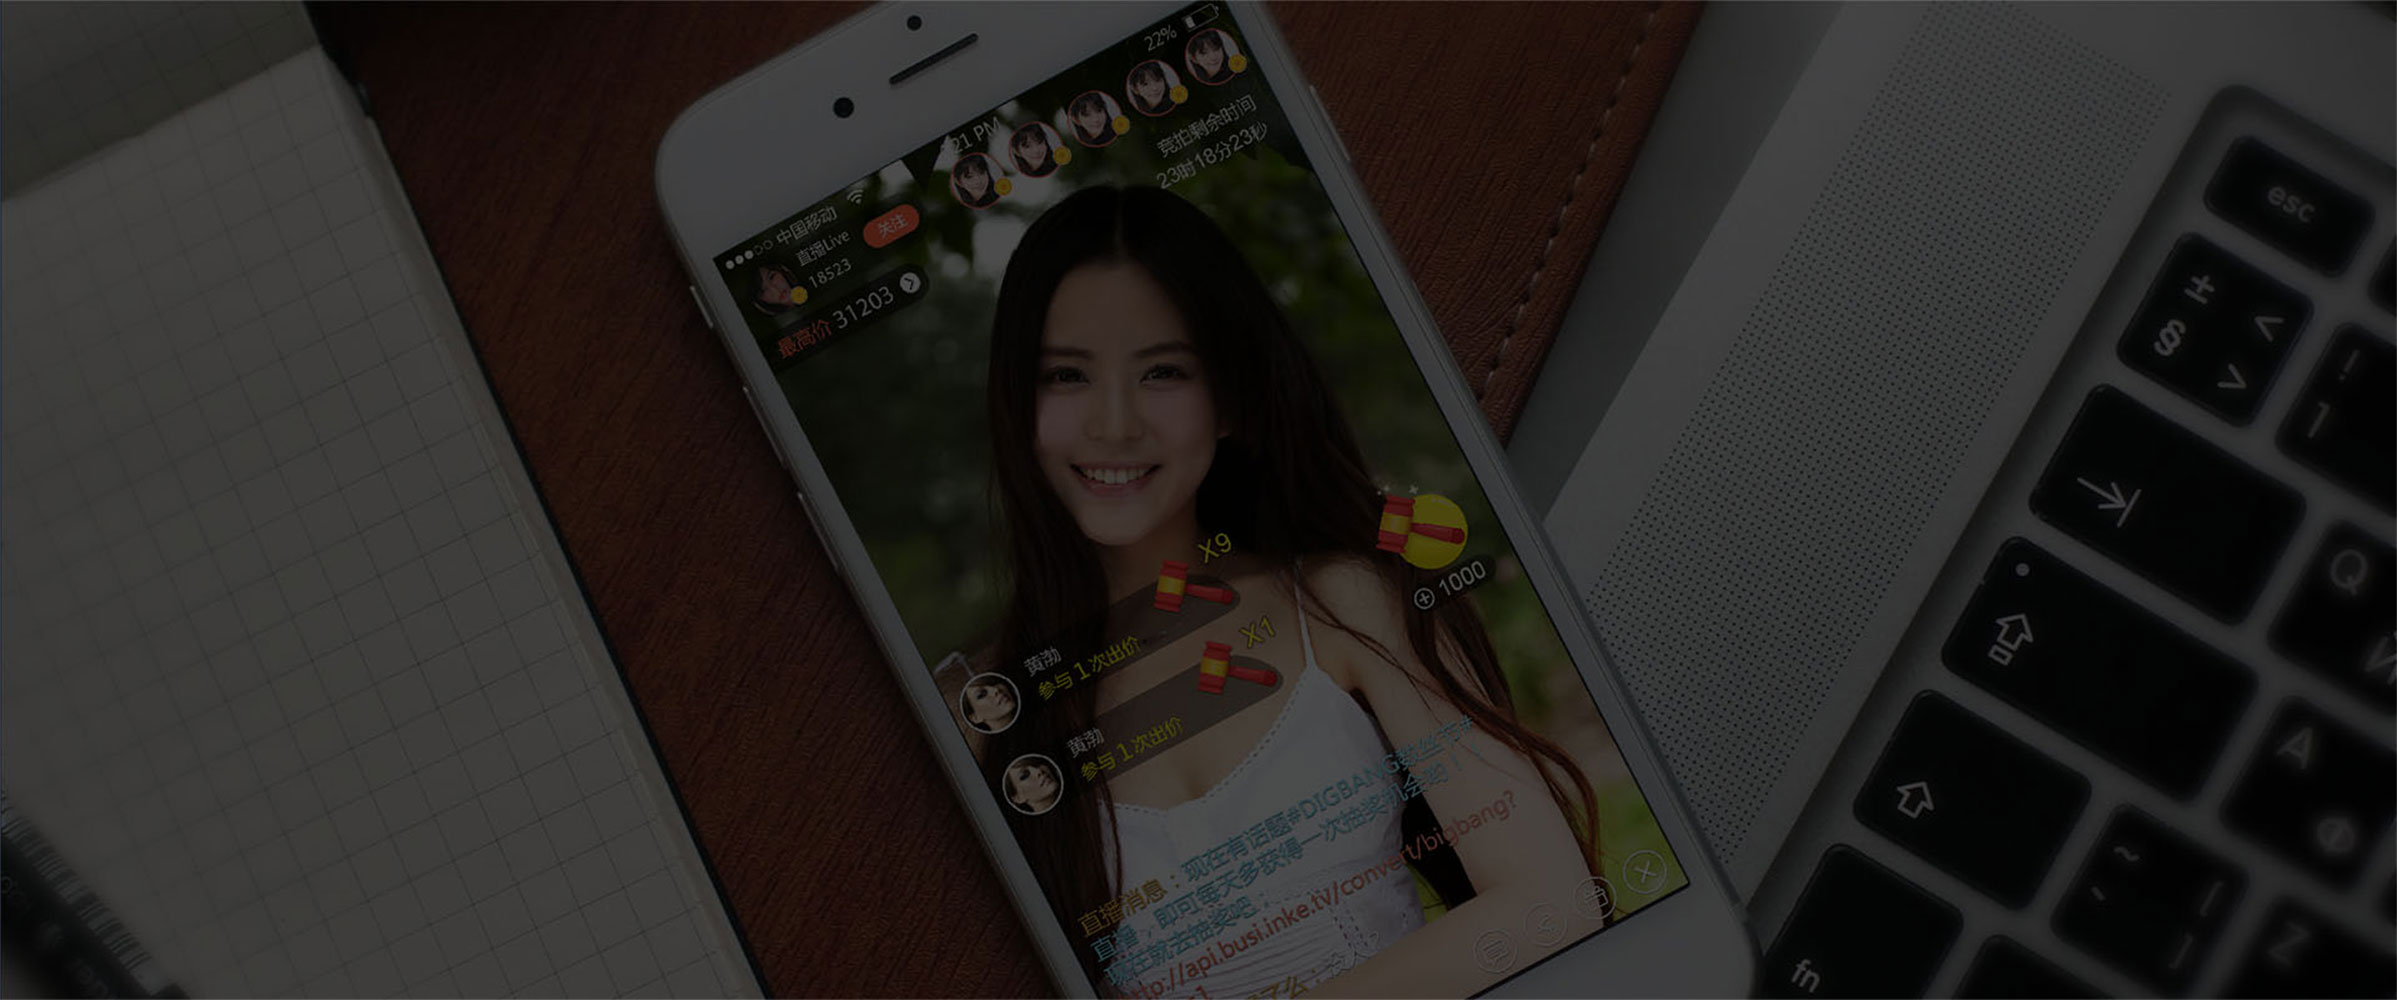 22%
21 PM
中国移动
直播Live
关注
18523
最高价 31203
竞拍剩余时间
23时18分23秒
X9
黄渤
参与 1 次出价
X1
黄渤
参与 1 次出价
1000
直播消息：现在有话题#DIGBANG
直播，即可每天多获得一次抽奖机会
现在就去抽奖吧
http://api.busi.inke.tv/convert/bigbang?
esc
±
§
<
>
!
1
Q
Й
A
Ф
~
[
]
Z
fn